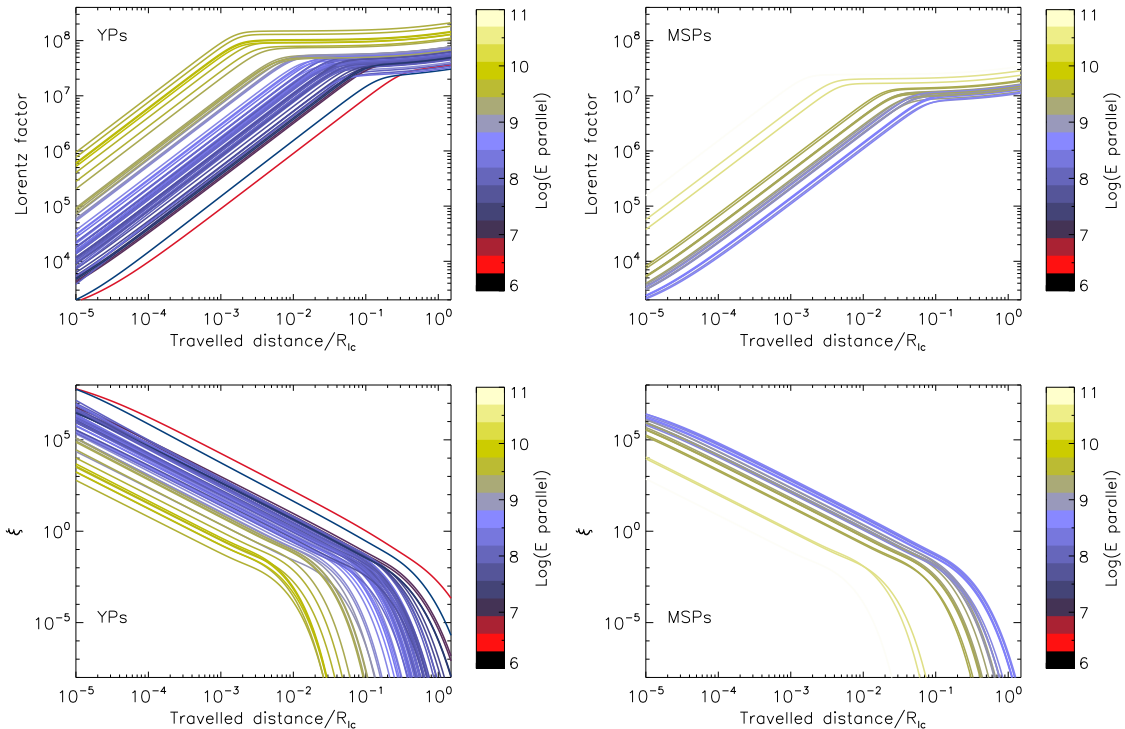 YPs
Lorentz factor
10^8
10^7
10^6
10^5
10^4
10^-5 10^-4 10^-3 10^-2 10^-1 10^0
Travelled distance/R_lc
11
10
9
8
7
6
Log(E parallel)
MSPs
Lorentz factor
10^8
10^7
10^6
10^5
10^4
10^-5 10^-4 10^-3 10^-2 10^-1 10^0
Travelled distance/R_lc
11
10
9
8
7
6
Log(E parallel)
YPs
ξ
10^5
10^0
10^-5
10^-5 10^-4 10^-3 10^-2 10^-1 10^0
Travelled distance/R_lc
11
10
9
8
7
6
Log(E parallel)
MSPs
ξ
10^5
10^0
10^-5
10^-5 10^-4 10^-3 10^-2 10^-1 10^0
Travelled distance/R_lc
11
10
9
8
7
6
Log(E parallel)